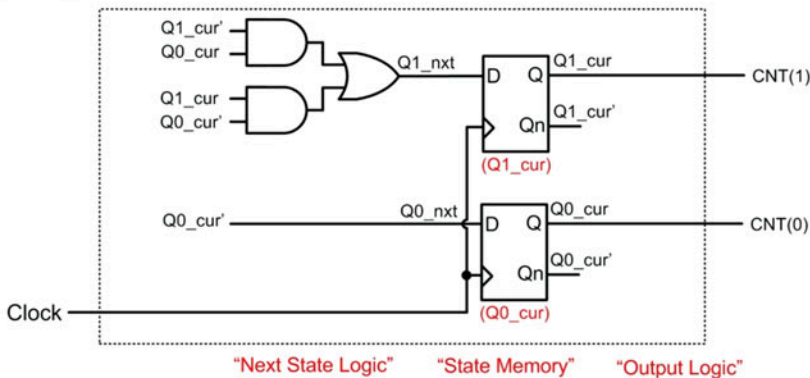 Q1_cur'
Q0_cur
Q1_nxt
Q1_cur
D
Q
CNT(1)
Q1_cur
Q0_cur'
Q1_cur'
Qn
(Q1_cur)
Q0_cur'
Q0_nxt
Q0_cur
D
Q
CNT(0)
Q0_cur'
Qn
Clock
(Q0_cur)
"Next State Logic"
"State Memory"
"Output Logic"